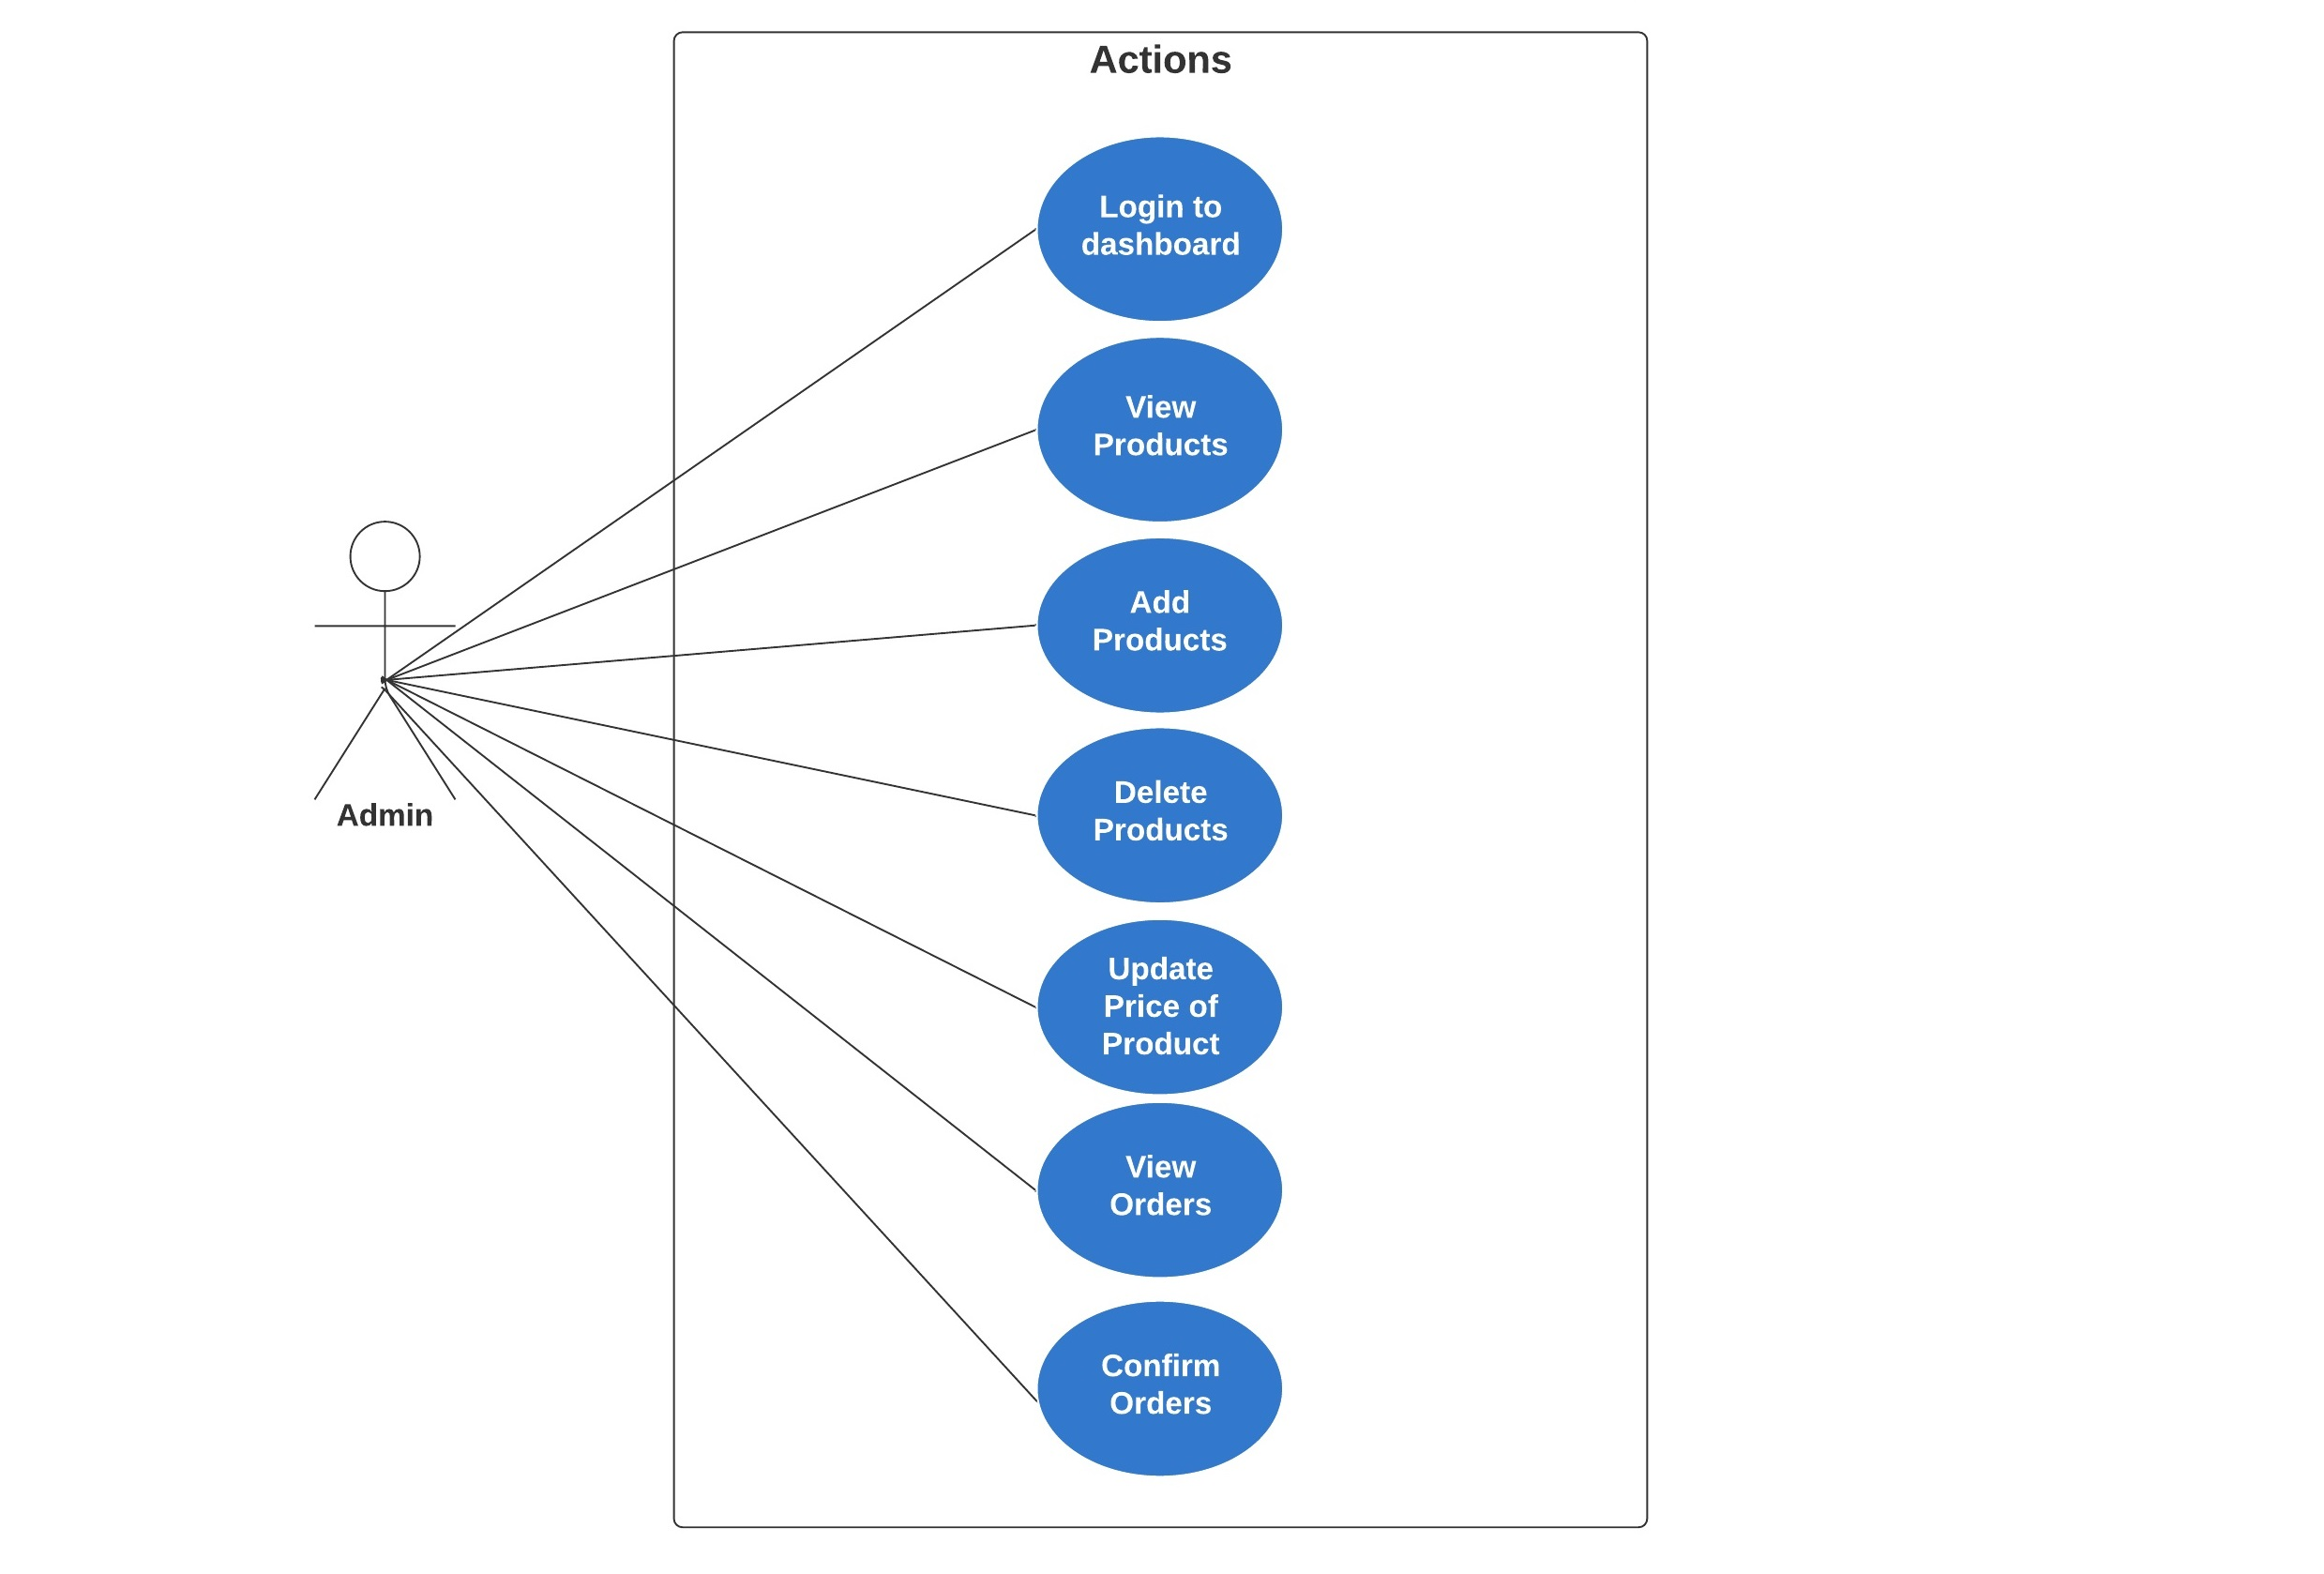 Actions
Login to
dashboard
View
Products
Add
Products
Delete
Products
Admin
Update
Price of
Product
View
Orders
Confirm
Orders